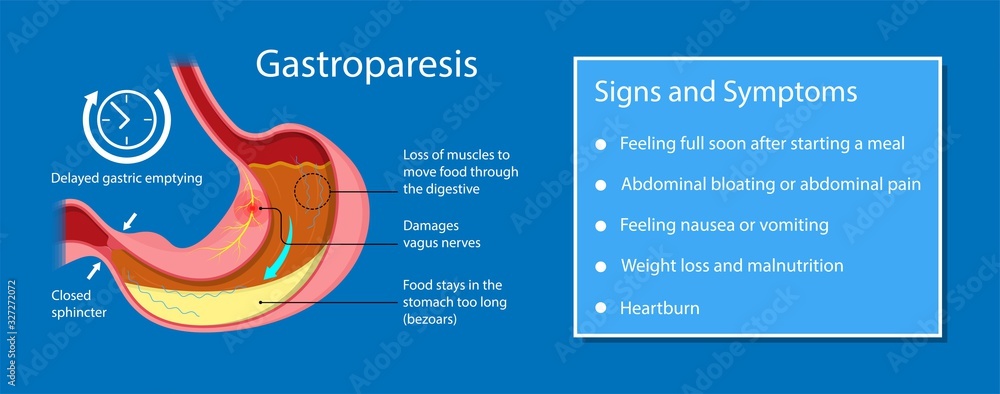 Gastroparesis
Delayed gastric emptying
Closed
sphincter
Loss of muscles to
move food through
the digestive
Damages
vagus nerves
Food stays in the
stomach too long
(bezoars)
Signs and Symptoms
Feeling full soon after starting a meal
Abdominal bloating or abdominal pain
Feeling nausea or vomiting
Weight loss and malnutrition
Heartburn
Adobe Stock | #327272072
Adobe Stock